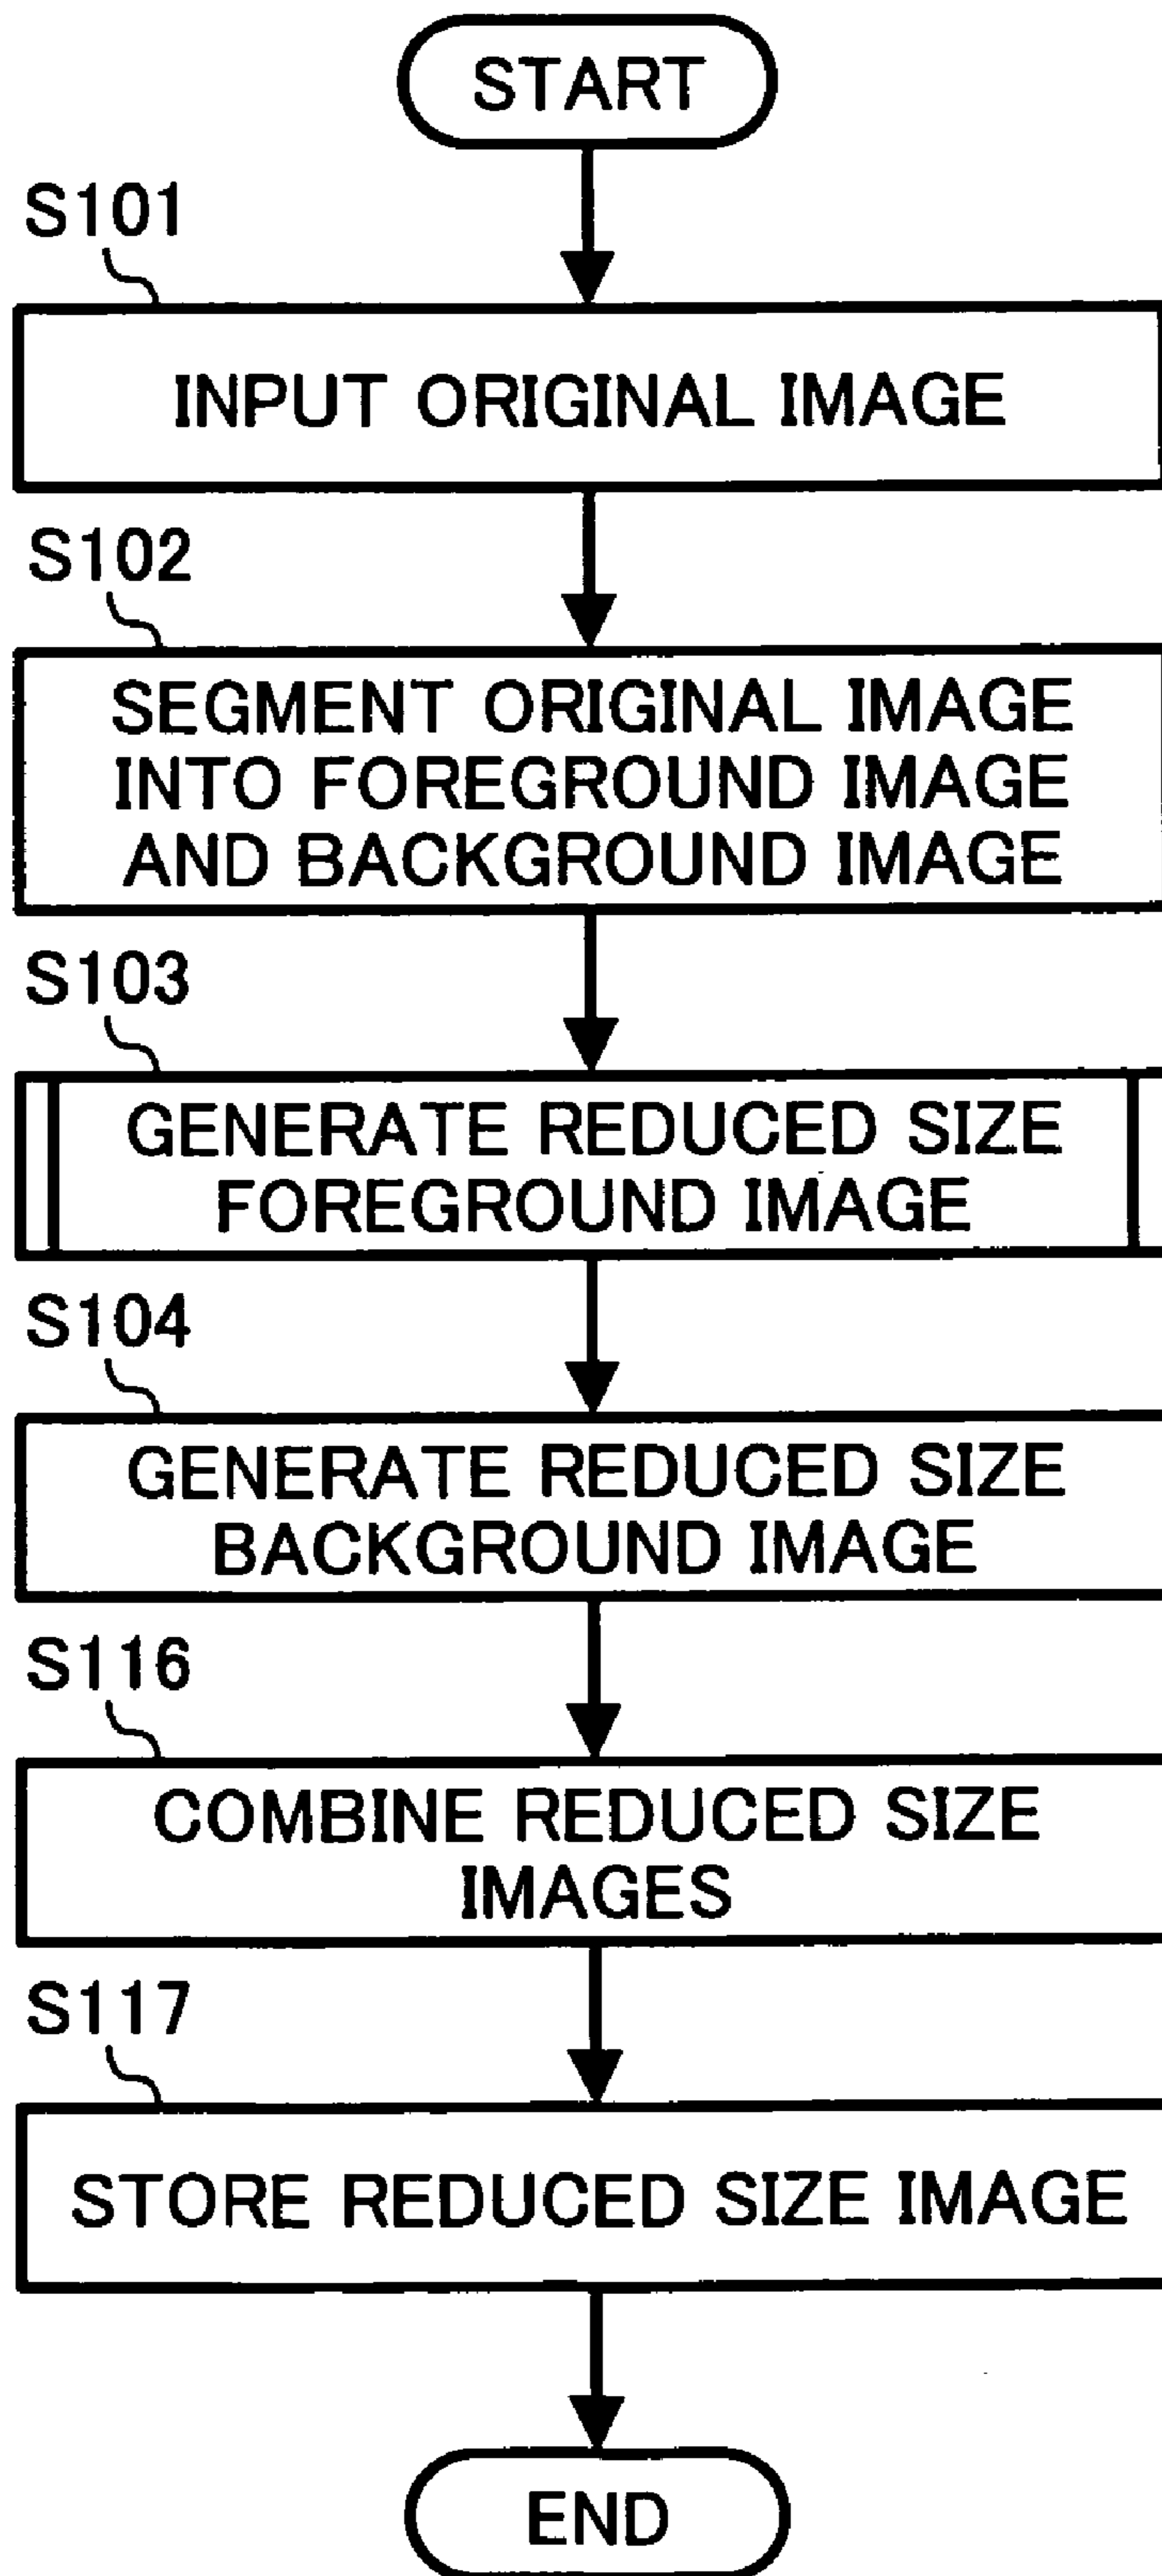 START
S101
INPUT ORIGINAL IMAGE
S102
SEGMENT ORIGINAL IMAGE
INTO FOREGROUND IMAGE
AND BACKGROUND IMAGE
S103
GENERATE REDUCED SIZE
FOREGROUND IMAGE
S104
GENERATE REDUCED SIZE
BACKGROUND IMAGE
S116
COMBINE REDUCED SIZE
IMAGES
S117
STORE REDUCED SIZE IMAGE
END